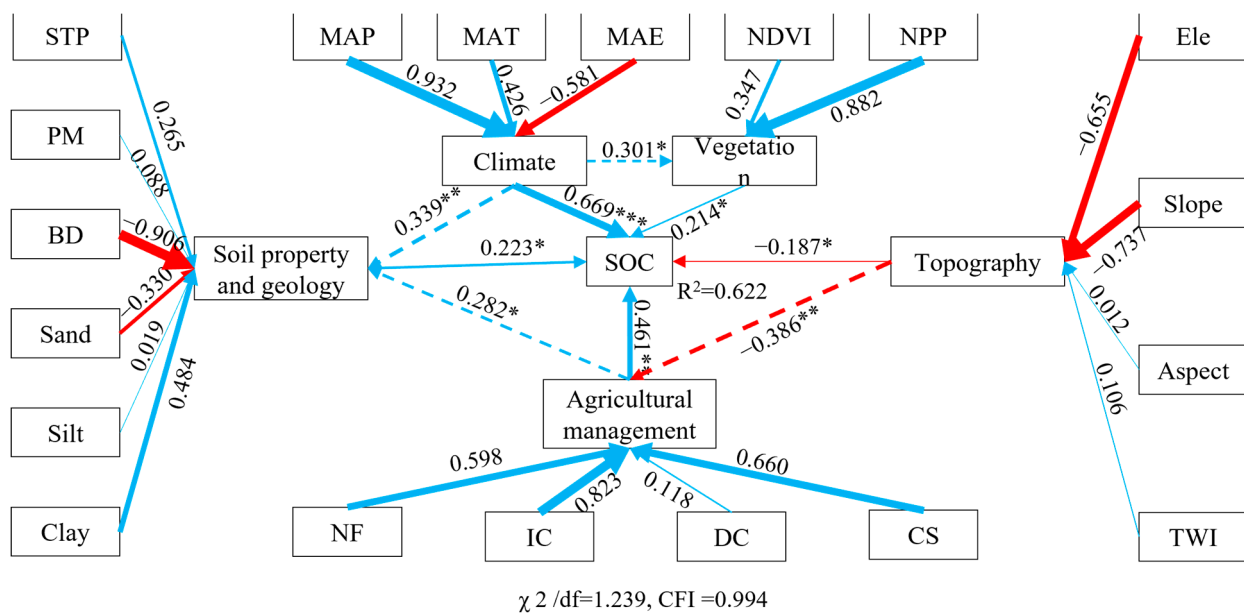 STP
MAP
MAT
MAE
NDVI
NPP
Ele
0.932
0.426
−0.581
0.347
0.882
0.265
−0.655
PM
0.088
Climate
0.301*
Vegetatio
n
BD
−0.906
0.339**
0.669***
0.214*
Slope
−0.737
Soil property
and geology
0.223*
SOC
−0.187*
Topography
R²=0.622
Sand
−0.330
0.019
0.282*
0.461**
−0.386**
0.012
Aspect
0.484
0.106
Silt
Agricultural
management
0.598
0.823
0.118
0.660
Clay
NF
IC
DC
CS
TWI
χ 2 /df=1.239, CFI =0.994